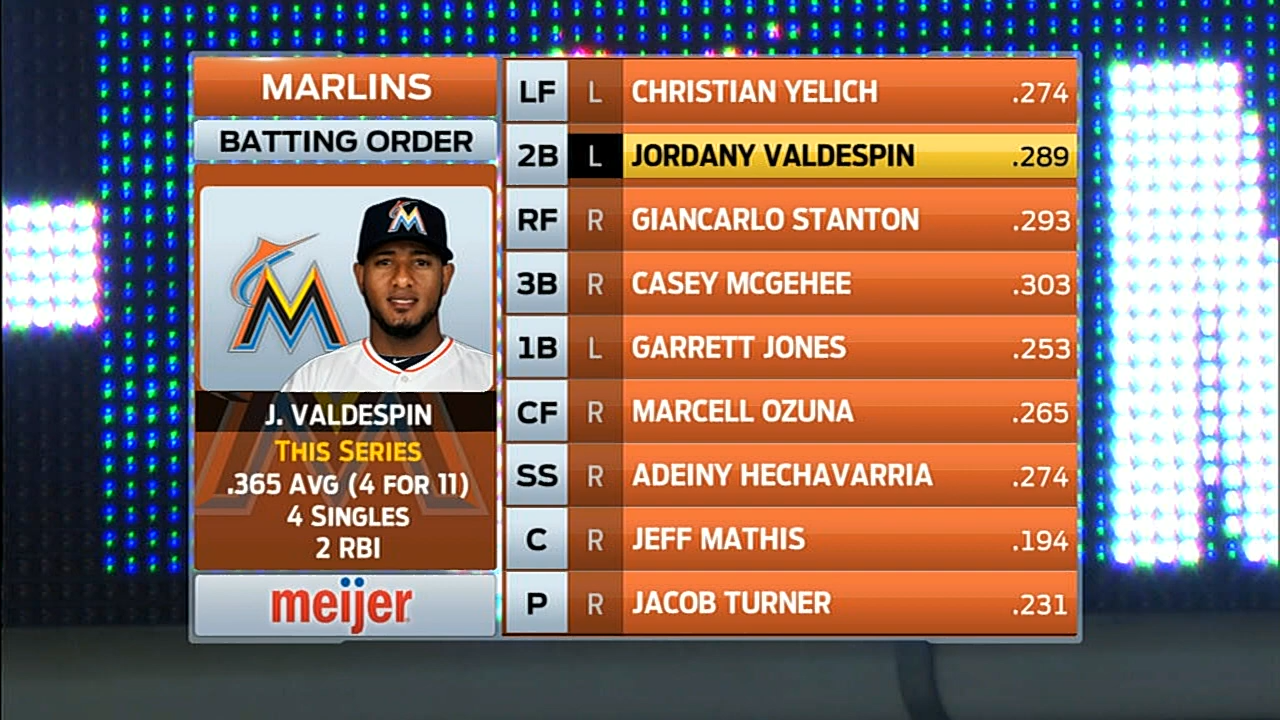 MARLINS
BATTING ORDER
J. VALDESPIN
THIS SERIES
.365 AVG (4 FOR 11)
4 SINGLES
2 RBI
meijer
LF L CHRISTIAN YELICH .274
2B L JORDANY VALDESPIN .289
RF R GIANCARLO STANTON .293
3B R CASEY MCGEHEE .303
1B L GARRETT JONES .253
CF R MARCELL OZUNA .265
SS R ADEINY HECHAVARRIA .274
C R JEFF MATHIS .194
P R JACOB TURNER .231